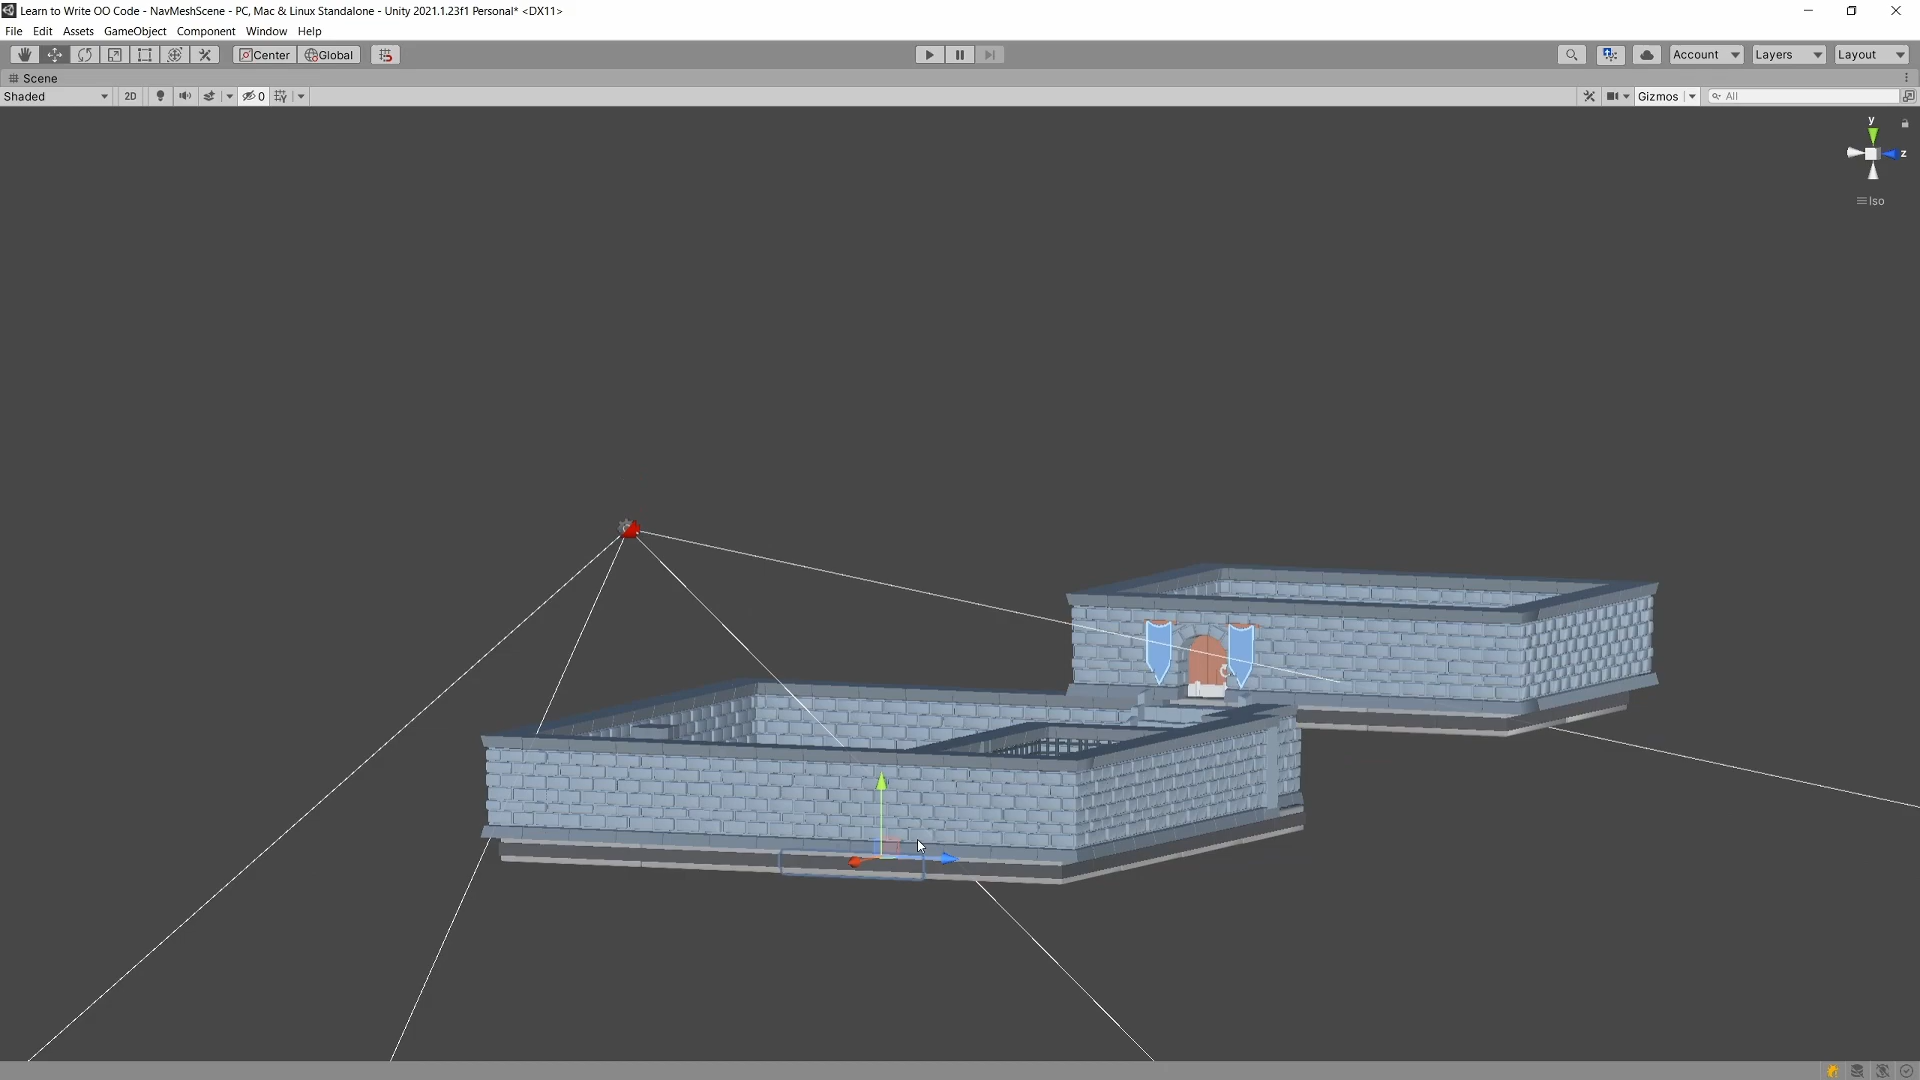 Learn to Write OO Code - NavMeshScene - PC, Mac & Linux Standalone - Unity 2021.1.23f1 Personal* <DX11>
File Edit Assets GameObject Component Window Help
Center Global Account Layers Layout
Scene
Shaded 2D 0 Gizmos All
y
z
Iso